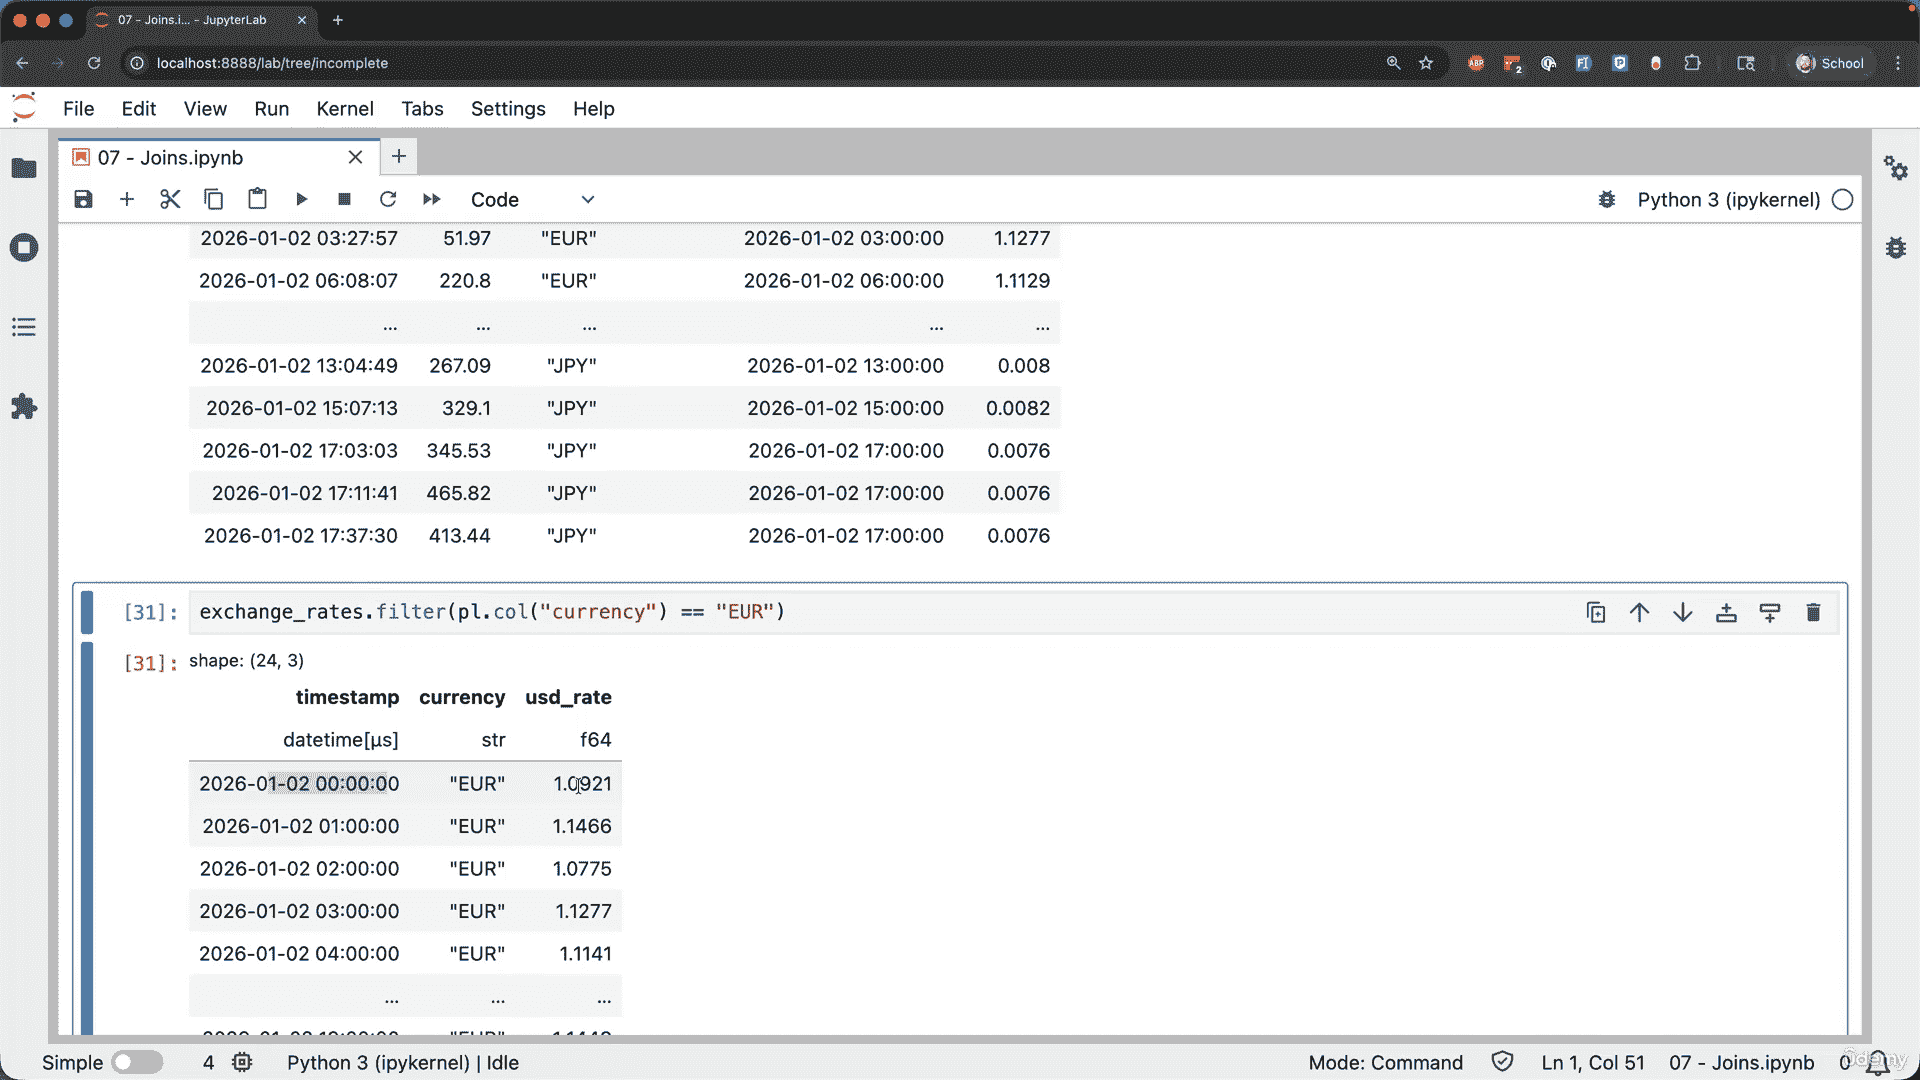 07 - Joins.i... - JupyterLab
localhost:8888/lab/tree/incomplete
ABP
2
School
File Edit View Run Kernel Tabs Settings Help
07 - Joins.ipynb
Code
Python 3 (ipykernel)
2026-01-02 03:27:57 51.97 "EUR" 2026-01-02 03:00:00 1.1277
2026-01-02 06:08:07 220.8 "EUR" 2026-01-02 06:00:00 1.1129
... ... ... ... ...
2026-01-02 13:04:49 267.09 "JPY" 2026-01-02 13:00:00 0.008
2026-01-02 15:07:13 329.1 "JPY" 2026-01-02 15:00:00 0.0082
2026-01-02 17:03:03 345.53 "JPY" 2026-01-02 17:00:00 0.0076
2026-01-02 17:11:41 465.82 "JPY" 2026-01-02 17:00:00 0.0076
2026-01-02 17:37:30 413.44 "JPY" 2026-01-02 17:00:00 0.0076
[31]: exchange_rates.filter(pl.col("currency") == "EUR")
[31]: shape: (24, 3)
timestamp currency usd_rate
datetime[μs] str f64
2026-01-02 00:00:00 "EUR" 1.0921
2026-01-02 01:00:00 "EUR" 1.1466
2026-01-02 02:00:00 "EUR" 1.0775
2026-01-02 03:00:00 "EUR" 1.1277
2026-01-02 04:00:00 "EUR" 1.1141
... ... ...
Simple 4 Python 3 (ipykernel) | Idle Mode: Command Ln 1, Col 51 07 - Joins.ipynb 0
udemy